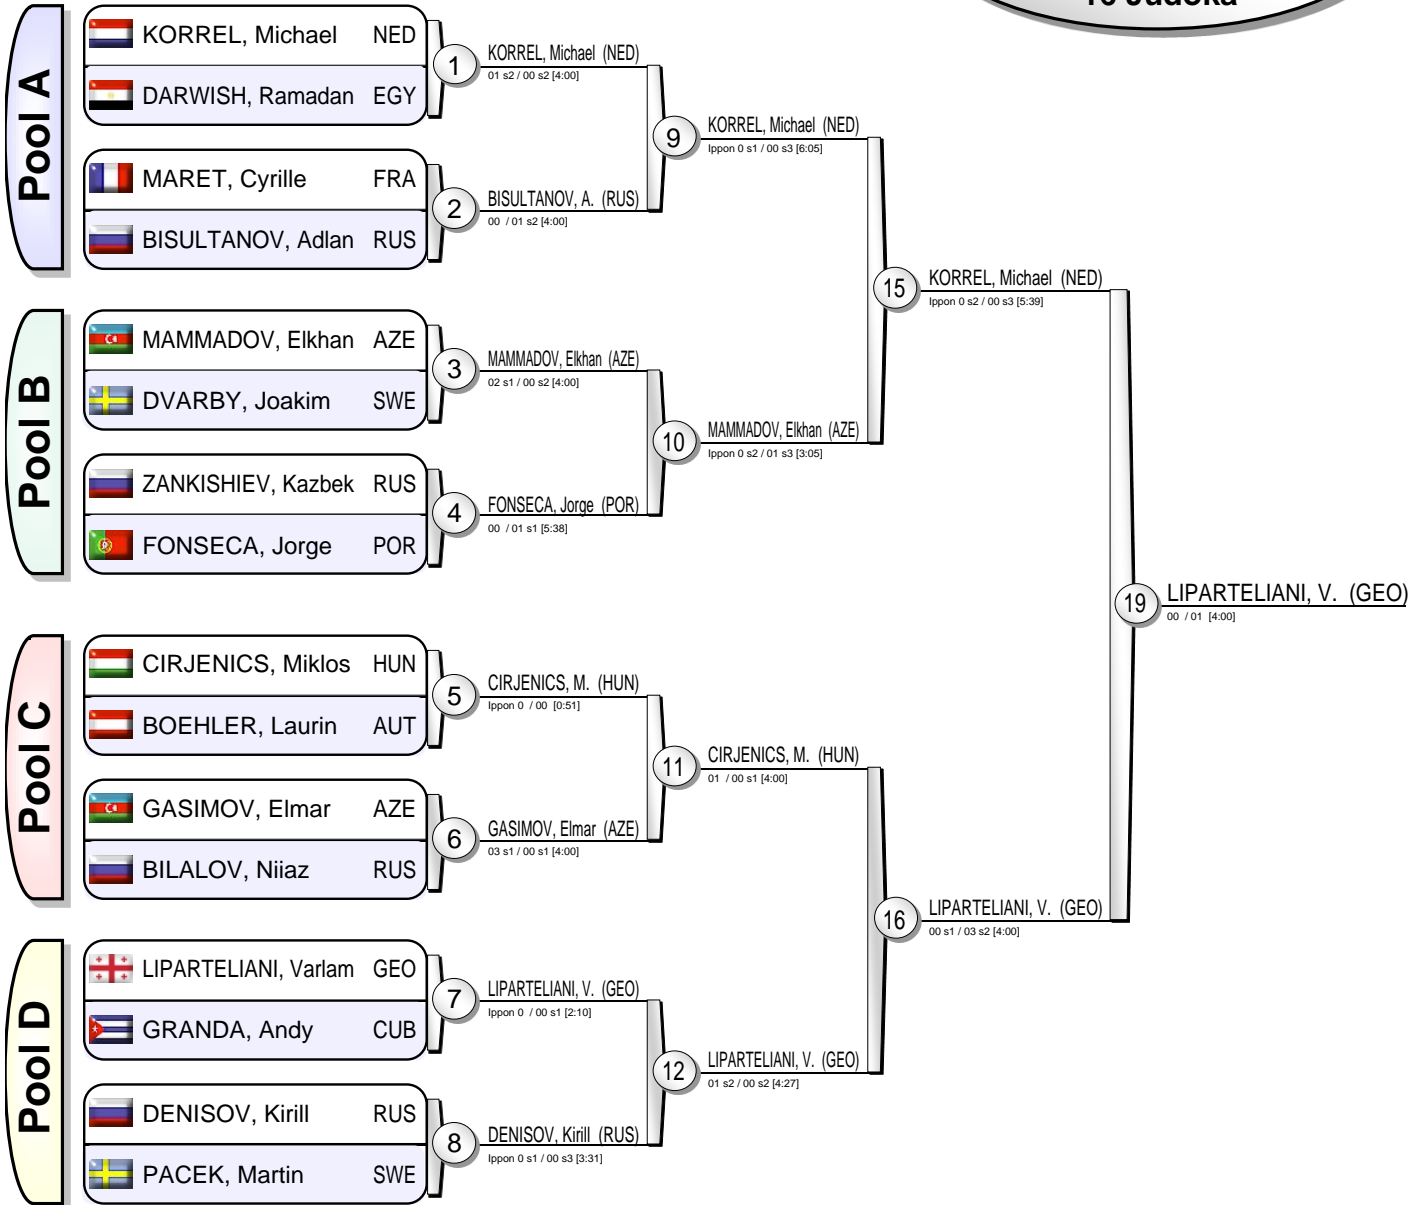 16 Judoka
Pool A
KORREL, Michael NED
DARWISH, Ramadan EGY
1
KORREL, Michael (NED)
01 s2 / 00 s2 [4:00]
MARET, Cyrille FRA
BISULTANOV, Adlan RUS
2
BISULTANOV, A. (RUS)
00 / 01 s2 [4:00]
9
KORREL, Michael (NED)
Ippon 0 s1 / 00 s3 [6:05]
Pool B
MAMMADOV, Elkhan AZE
DVARBY, Joakim SWE
3
MAMMADOV, Elkhan (AZE)
02 s1 / 00 s2 [4:00]
ZANKISHIEV, Kazbek RUS
FONSECA, Jorge POR
4
FONSECA, Jorge (POR)
00 / 01 s1 [5:38]
10
MAMMADOV, Elkhan (AZE)
Ippon 0 s2 / 01 s3 [3:05]
15
KORREL, Michael (NED)
Ippon 0 s2 / 00 s3 [5:39]
Pool C
CIRJENICS, Miklos HUN
BOEHLER, Laurin AUT
5
CIRJENICS, M. (HUN)
Ippon 0 / 00 [0:51]
GASIMOV, Elmar AZE
BILALOV, Niiaz RUS
6
GASIMOV, Elmar (AZE)
03 s1 / 00 s1 [4:00]
11
CIRJENICS, M. (HUN)
01 / 00 s1 [4:00]
Pool D
LIPARTELIANI, Varlam GEO
GRANDA, Andy CUB
7
LIPARTELIANI, V. (GEO)
Ippon 0 / 00 s1 [2:10]
DENISOV, Kirill RUS
PACEK, Martin SWE
8
DENISOV, Kirill (RUS)
Ippon 0 s1 / 00 s3 [3:31]
12
LIPARTELIANI, V. (GEO)
01 s2 / 00 s2 [4:27]
16
LIPARTELIANI, V. (GEO)
00 s1 / 03 s2 [4:00]
19
LIPARTELIANI, V. (GEO)
00 / 01 [4:00]